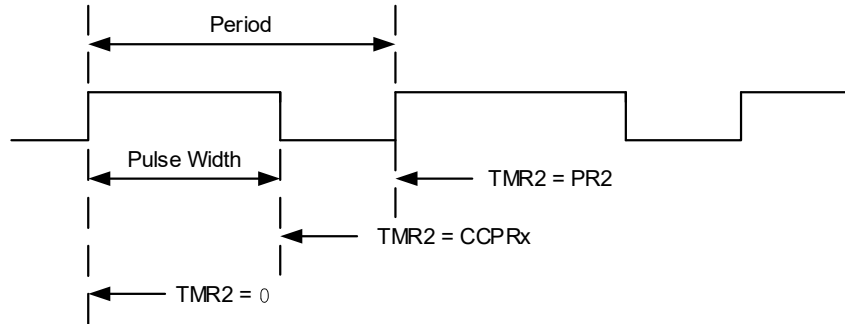 Period
Pulse Width
TMR2 = PR2
TMR2 = CCPRx
TMR2 = 0